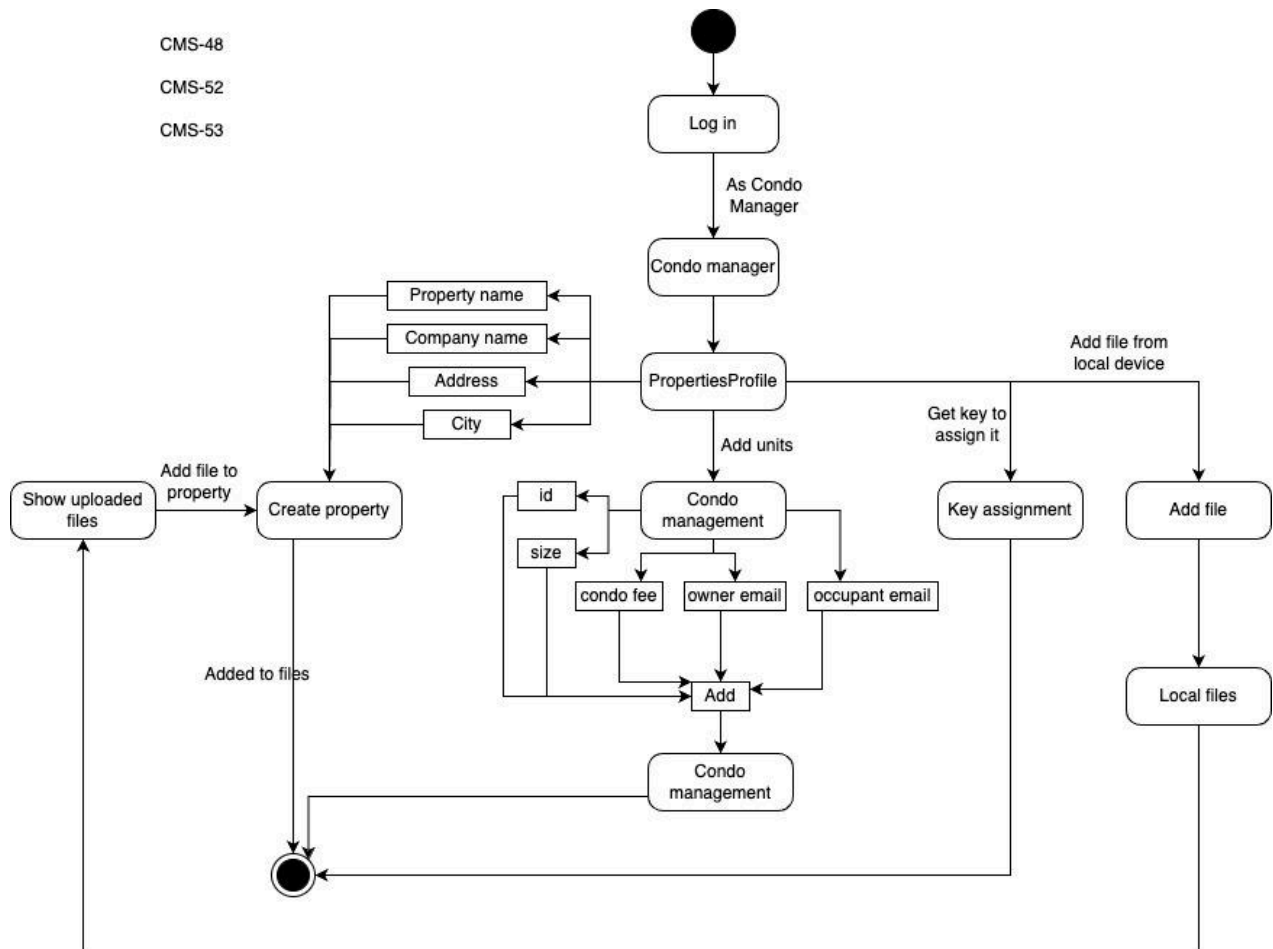 CMS-48
CMS-52
CMS-53
Log in
As Condo
Manager
Condo manager
Property name
Company name
Address
City
PropertiesProfile
Add file from
local device
Get key to
assign it
Add units
Show uploaded
files
Add file to
property
Create property
id
size
Condo
management
Key assignment
Add file
condo fee
owner email
occupant email
Added to files
Add
Local files
Condo
management